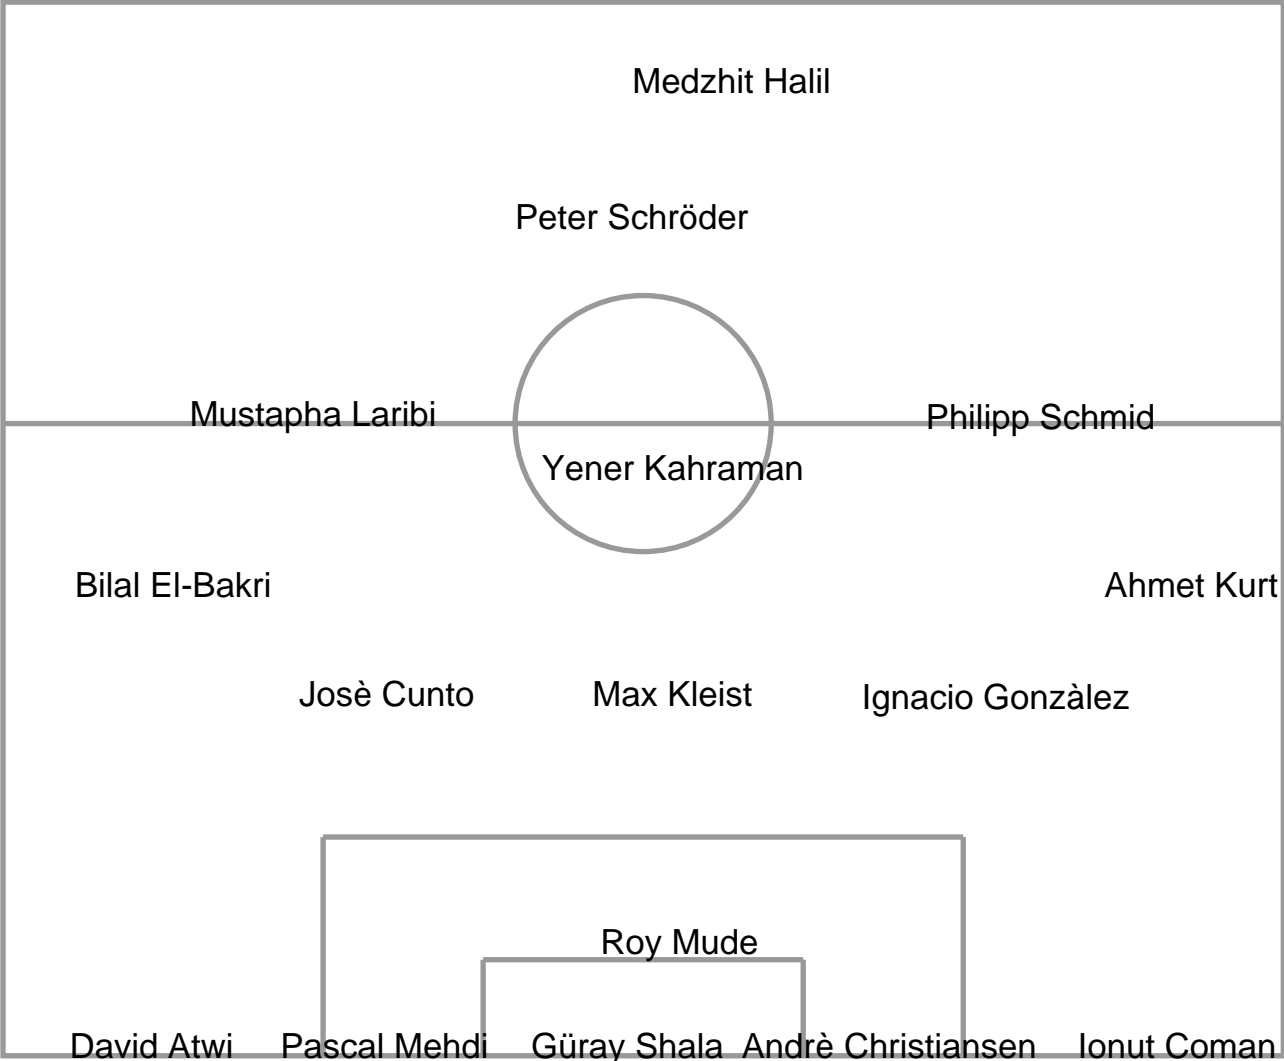 Medzhit Halil
Peter Schröder
Mustapha Laribi
Philipp Schmid
Yener Kahraman
Bilal El-Bakri
Ahmet Kurt
Josè Cunto
Max Kleist
Ignacio Gonzàlez
Roy Mude
David Atwi
Pascal Mehdi
Güray Shala
Andrè Christiansen
Ionut Coman